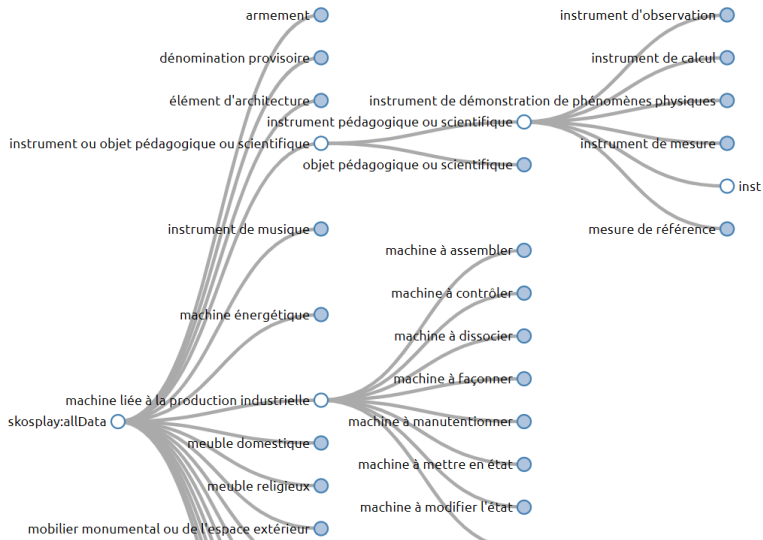 armement
instrument d'observation
dénomination provisoire
instrument de calcul
élément d'architecture
instrument de démonstration de phénomènes physiques
instrument pédagogique ou scientifique
instrument ou objet pédagogique ou scientifique
instrument de mesure
objet pédagogique ou scientifique
inst
instrument de musique
mesure de référence
machine à assembler
machine à contrôler
machine énergétique
machine à dissocier
machine à façonner
machine liée à la production industrielle
skosplay:allData
machine à manutentionner
meuble domestique
machine à mettre en état
meuble religieux
machine à modifier l'état
mobilier monumental ou de l'espace extérieur